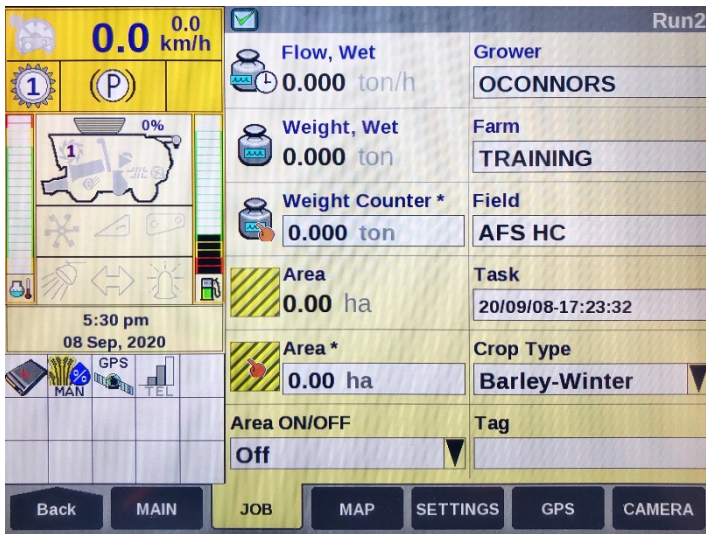 0.0 0.0 km/h
1
(P)
0%
1
5:30 pm
08 Sep, 2020
MAN
GPS
TEL
Run2
Flow, Wet
0.000 ton/h
Weight, Wet
0.000 ton
Weight Counter *
0.000 ton
Area
0.00 ha
Area *
0.00 ha
Area ON/OFF
Off
Grower
OCONNORS
Farm
TRAINING
Field
AFS HC
Task
20/09/08-17:23:32
Crop Type
Barley-Winter
Tag
Back
MAIN
JOB
MAP
SETTINGS
GPS
CAMERA